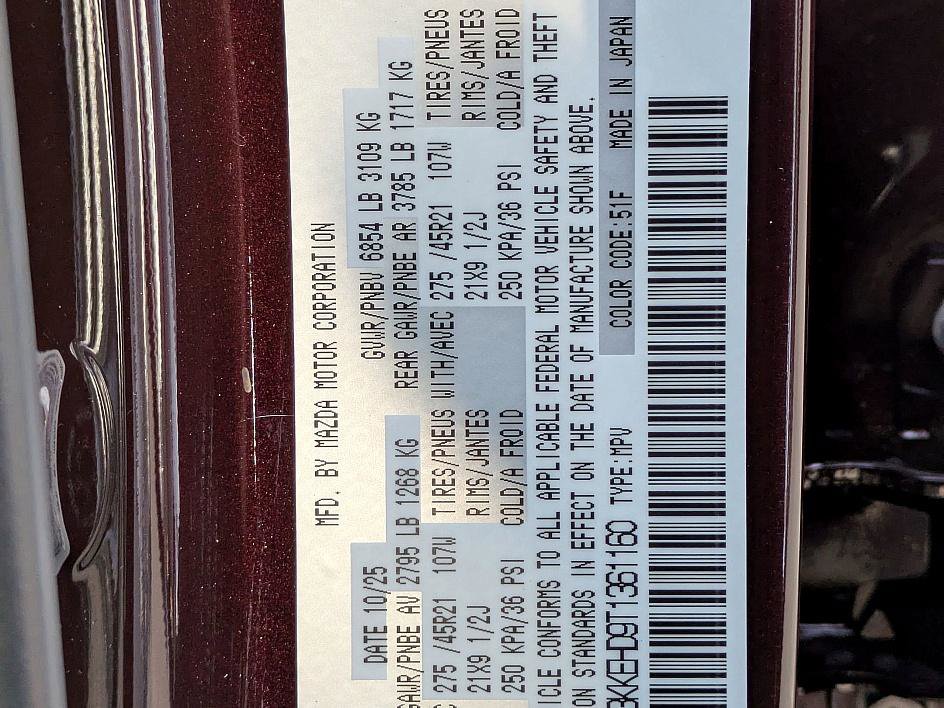 MFD. BY MAZDA MOTOR CORPORATION
DATE 10/25 GVWR/PNBV 6854 LB 3109 KG
GAWR/PNBE AV 2795 LB 1268 KG REAR GAWR/PNBE AR 3785 LB 1717 KG
275 /45R21 107W TIRES/PNEUS WITH/AVEC 275 /45R21 107W TIRES/PNEUS
21X9 1/2J RIMS/JANTES 21X9 1/2J RIMS/JANTES
250 KPA/36 PSI COLD/A FROID 250 KPA/36 PSI COLD/A FROID
ICLE CONFORMS TO ALL APPLICABLE FEDERAL MOTOR VEHICLE SAFETY AND THEFT
ON STANDARDS IN EFFECT ON THE DATE OF MANUFACTURE SHOWN ABOVE.
KKEHD9T1361160 TYPE:MPV COLOR CODE:51F MADE IN JAPAN